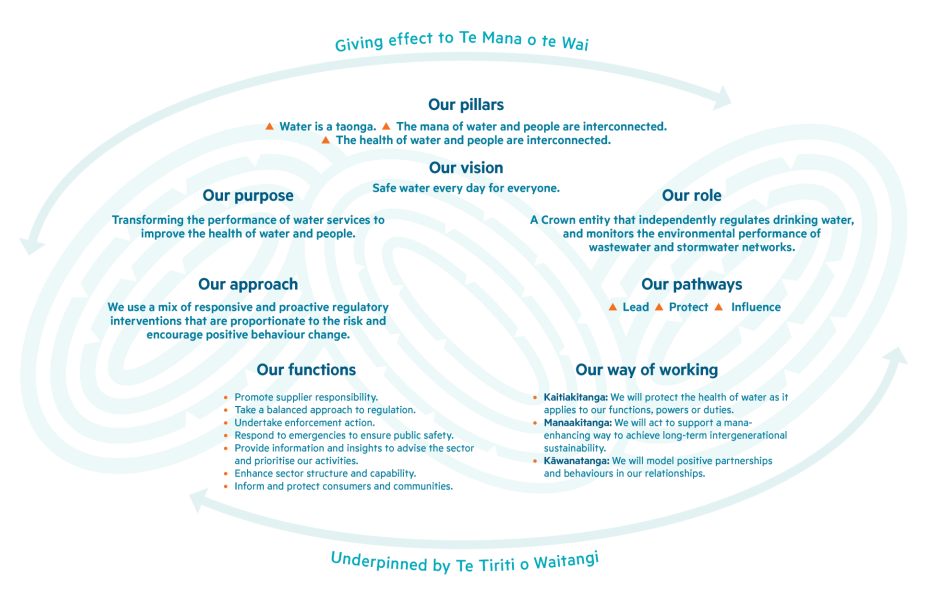 Giving effect to Te Mana o te Wai
Our pillars
▲ Water is a taonga. ▲ The mana of water and people are interconnected.
▲ The health of water and people are interconnected.
Our vision
Safe water every day for everyone.
Our purpose
Transforming the performance of water services to
improve the health of water and people.
Our role
A Crown entity that independently regulates drinking water,
and monitors the environmental performance of
wastewater and stormwater networks.
Our approach
We use a mix of responsive and proactive regulatory
interventions that are proportionate to the risk and
encourage positive behaviour change.
Our pathways
▲ Lead ▲ Protect ▲ Influence
Our functions
• Promote supplier responsibility.
• Take a balanced approach to regulation.
• Undertake enforcement action.
• Respond to emergencies to ensure public safety.
• Provide information and insights to advise the sector
and prioritise our activities.
• Enhance sector structure and capability.
• Inform and protect consumers and communities.
Our way of working
• Kaitiakitanga: We will protect the health of water as it
applies to our functions, powers or duties.
• Manaakitanga: We will act to support a mana-
enhancing way to achieve long-term intergenerational
sustainability.
• Kāwanatanga: We will model positive partnerships
and behaviours in our relationships.
Underpinned by Te Tiriti o Waitangi